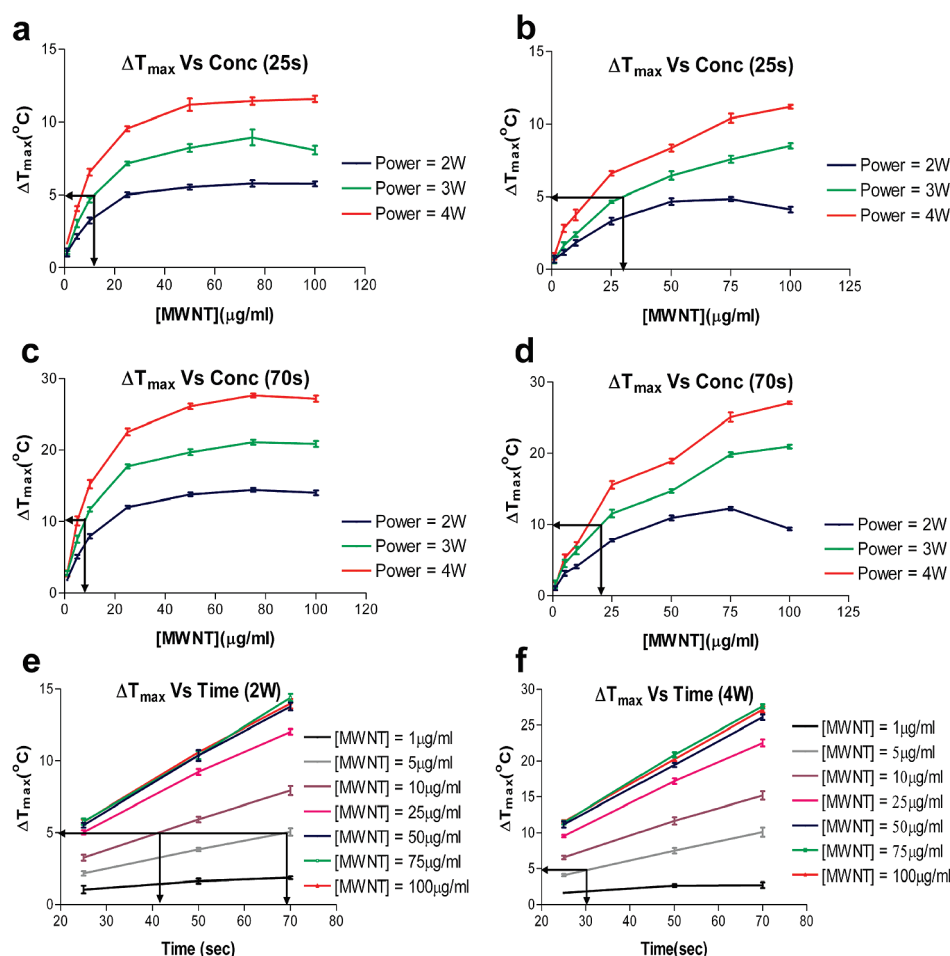 a
ΔTmax Vs Conc (25s)
ΔTmax(°C)
15
10
5
0
0 20 40 60 80 100 120
[MWNT](μg/ml)
Power = 2W
Power = 3W
Power = 4W
b
ΔTmax Vs Conc (25s)
ΔTmax(°C)
15
10
5
0
0 25 50 75 100 125
[MWNT](μg/ml)
Power = 2W
Power = 3W
Power = 4W
c
ΔTmax Vs Conc (70s)
ΔTmax(°C)
30
20
10
0
0 20 40 60 80 100 120
[MWNT](μg/ml)
Power = 2W
Power = 3W
Power = 4W
d
ΔTmax Vs Conc (70s)
ΔTmax(°C)
30
20
10
0
0 25 50 75 100 125
[MWNT](μg/ml)
Power = 2W
Power = 3W
Power = 4W
e
ΔTmax Vs Time (2W)
ΔTmax(°C)
15
10
5
0
20 30 40 50 60 70 80
Time (sec)
[MWNT] = 1μg/ml
[MWNT] = 5μg/ml
[MWNT] = 10μg/ml
[MWNT] = 25μg/ml
[MWNT] = 50μg/ml
[MWNT] = 75μg/ml
[MWNT] = 100μg/ml
f
ΔTmax Vs Time (4W)
ΔTmax(°C)
30
25
20
15
10
5
0
20 30 40 50 60 70 80
Time(sec)
[MWNT] = 1μg/ml
[MWNT] = 5μg/ml
[MWNT] = 10μg/ml
[MWNT] = 25μg/ml
[MWNT] = 50μg/ml
[MWNT] = 75μg/ml
[MWNT] = 100μg/ml